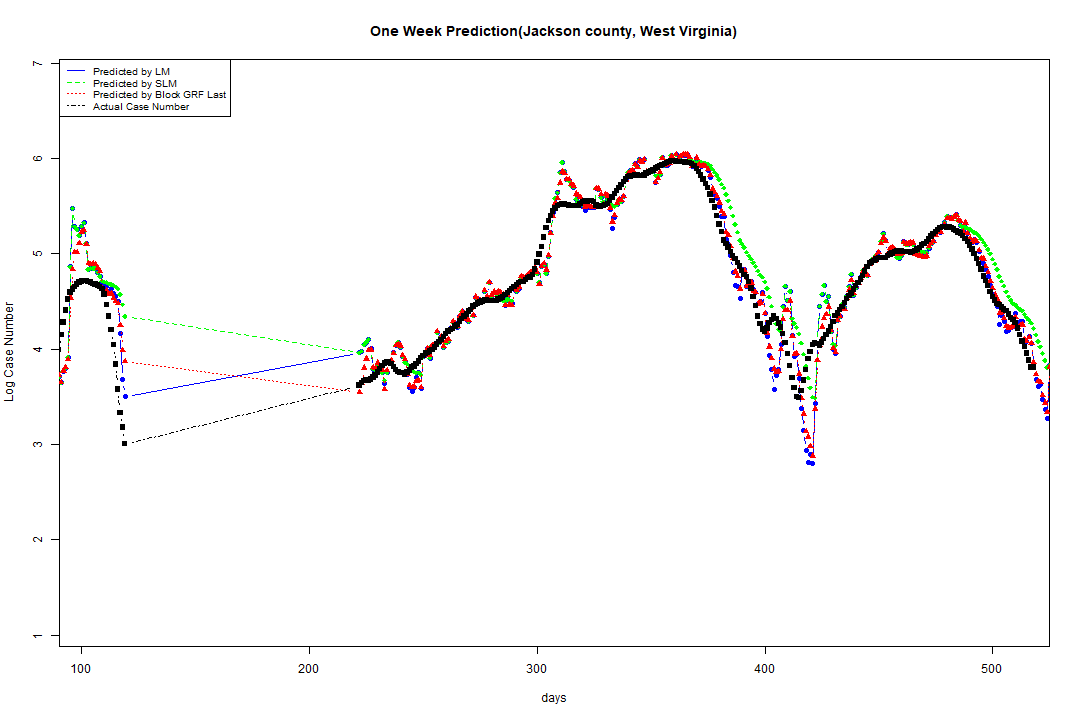 One Week Prediction(Jackson county, West Virginia)
Predicted by LM
Predicted by SLM
Predicted by Block GRF Last
Actual Case Number
7
6
5
4
3
2
1
Log Case Number
100 200 300 400 500
days